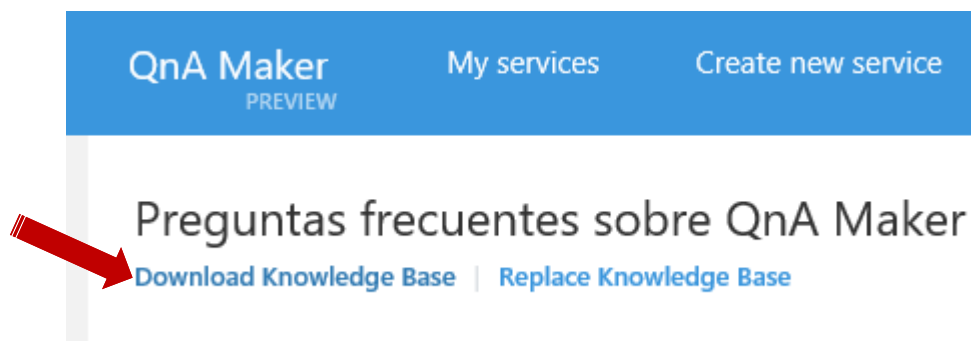 QnA Maker My services Create new service
PREVIEW
Preguntas frecuentes sobre QnA Maker
Download Knowledge Base | Replace Knowledge Base